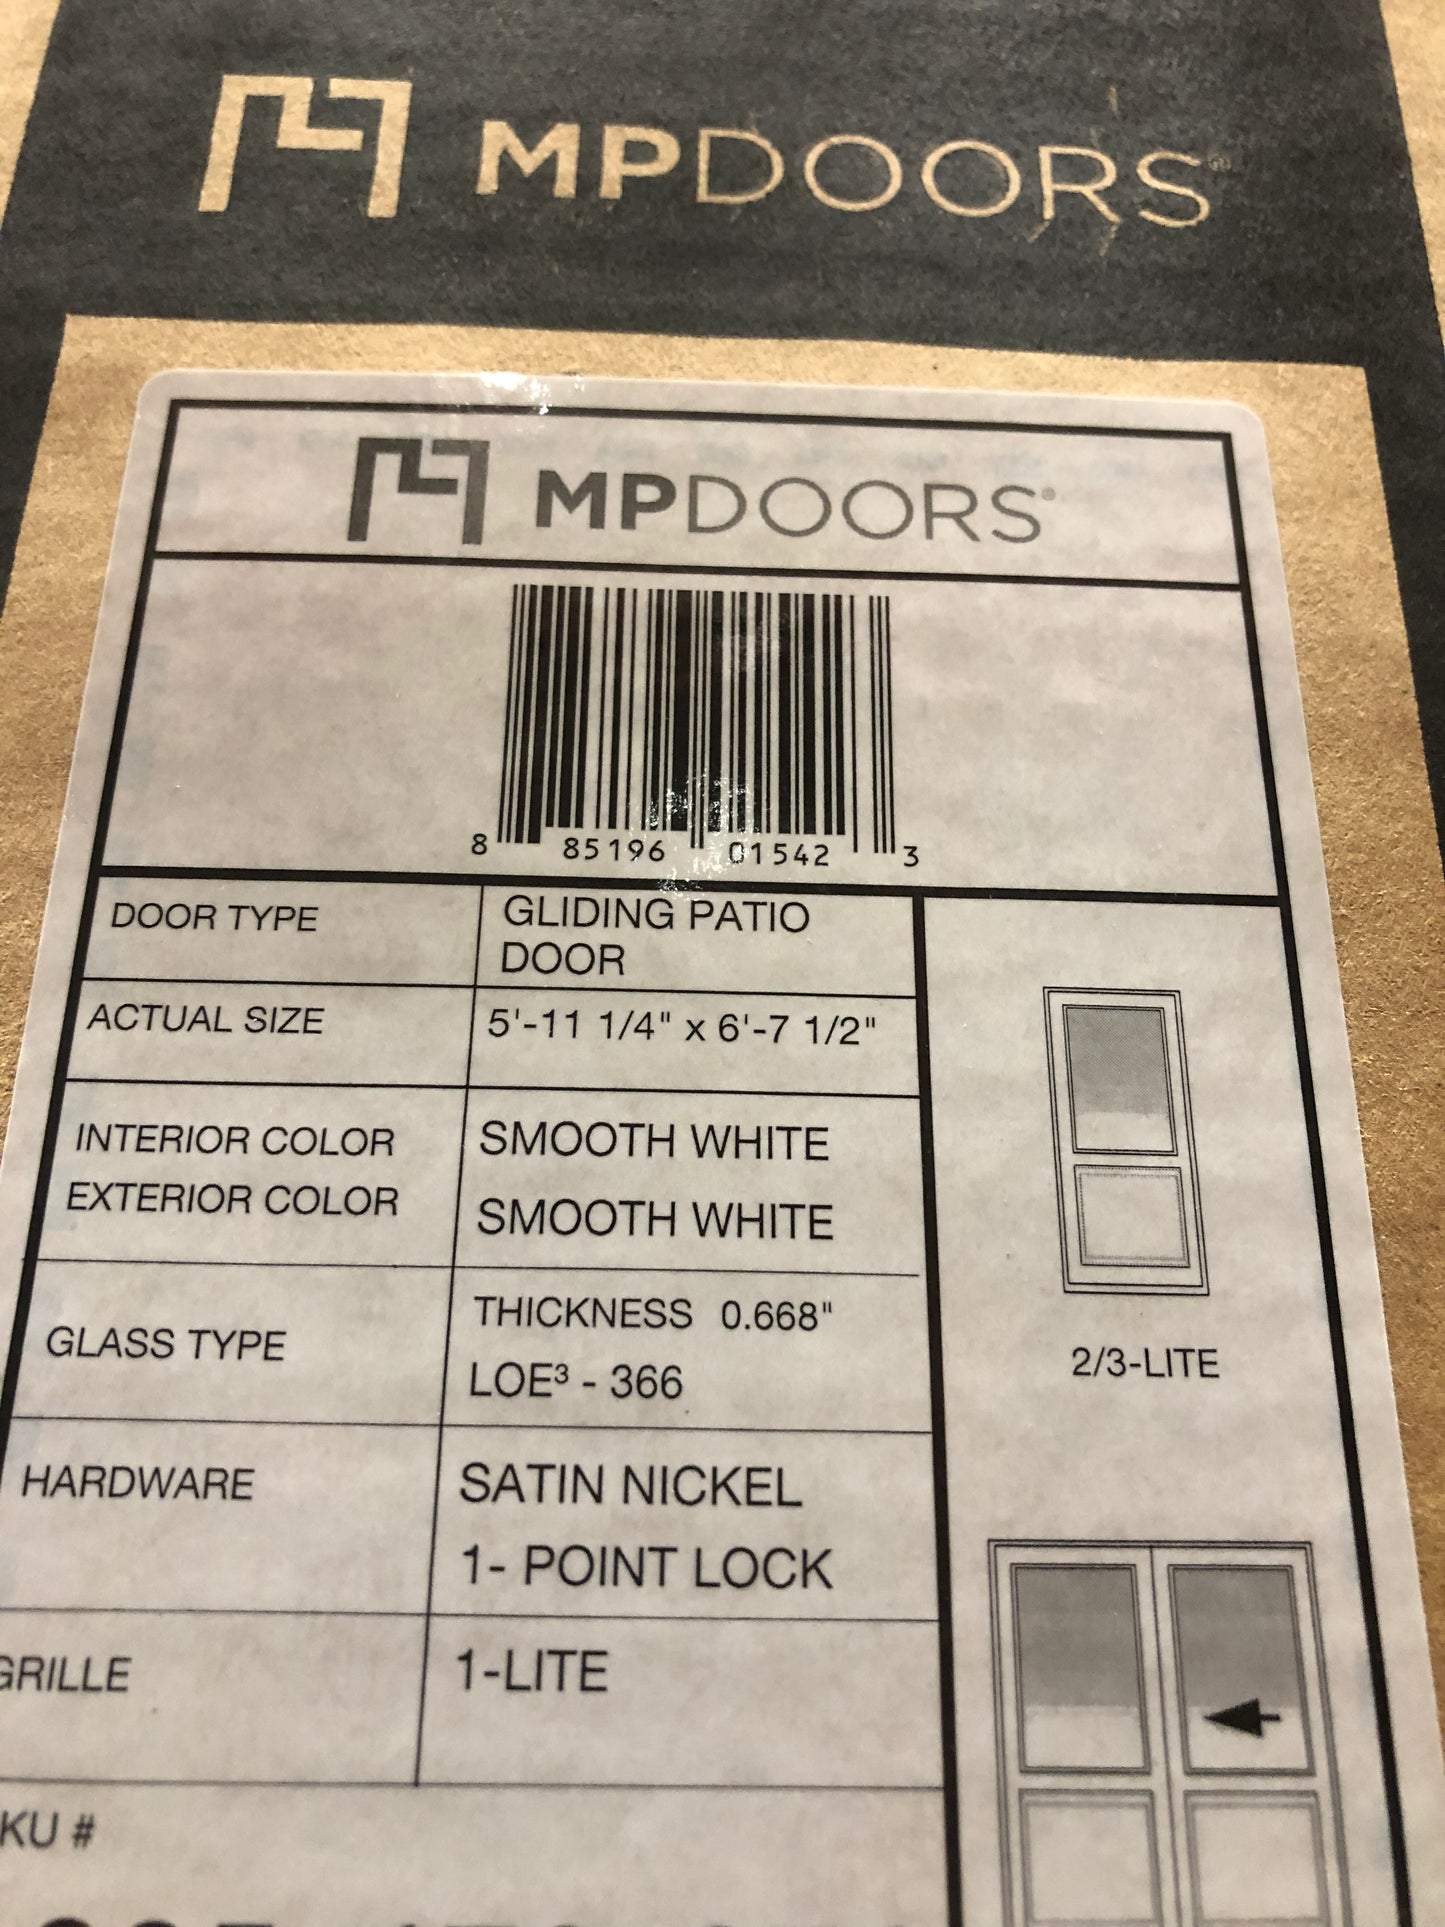 MPDOORS®
MPDOORS®
8 85196 01542 3
DOOR TYPE
GLIDING PATIO
DOOR
ACTUAL SIZE
5'-11 1/4" x 6'-7 1/2"
INTERIOR COLOR
SMOOTH WHITE
EXTERIOR COLOR
SMOOTH WHITE
GLASS TYPE
THICKNESS 0.668"
LOE³ - 366
HARDWARE
SATIN NICKEL
1- POINT LOCK
GRILLE
1-LITE
KU #
2/3-LITE